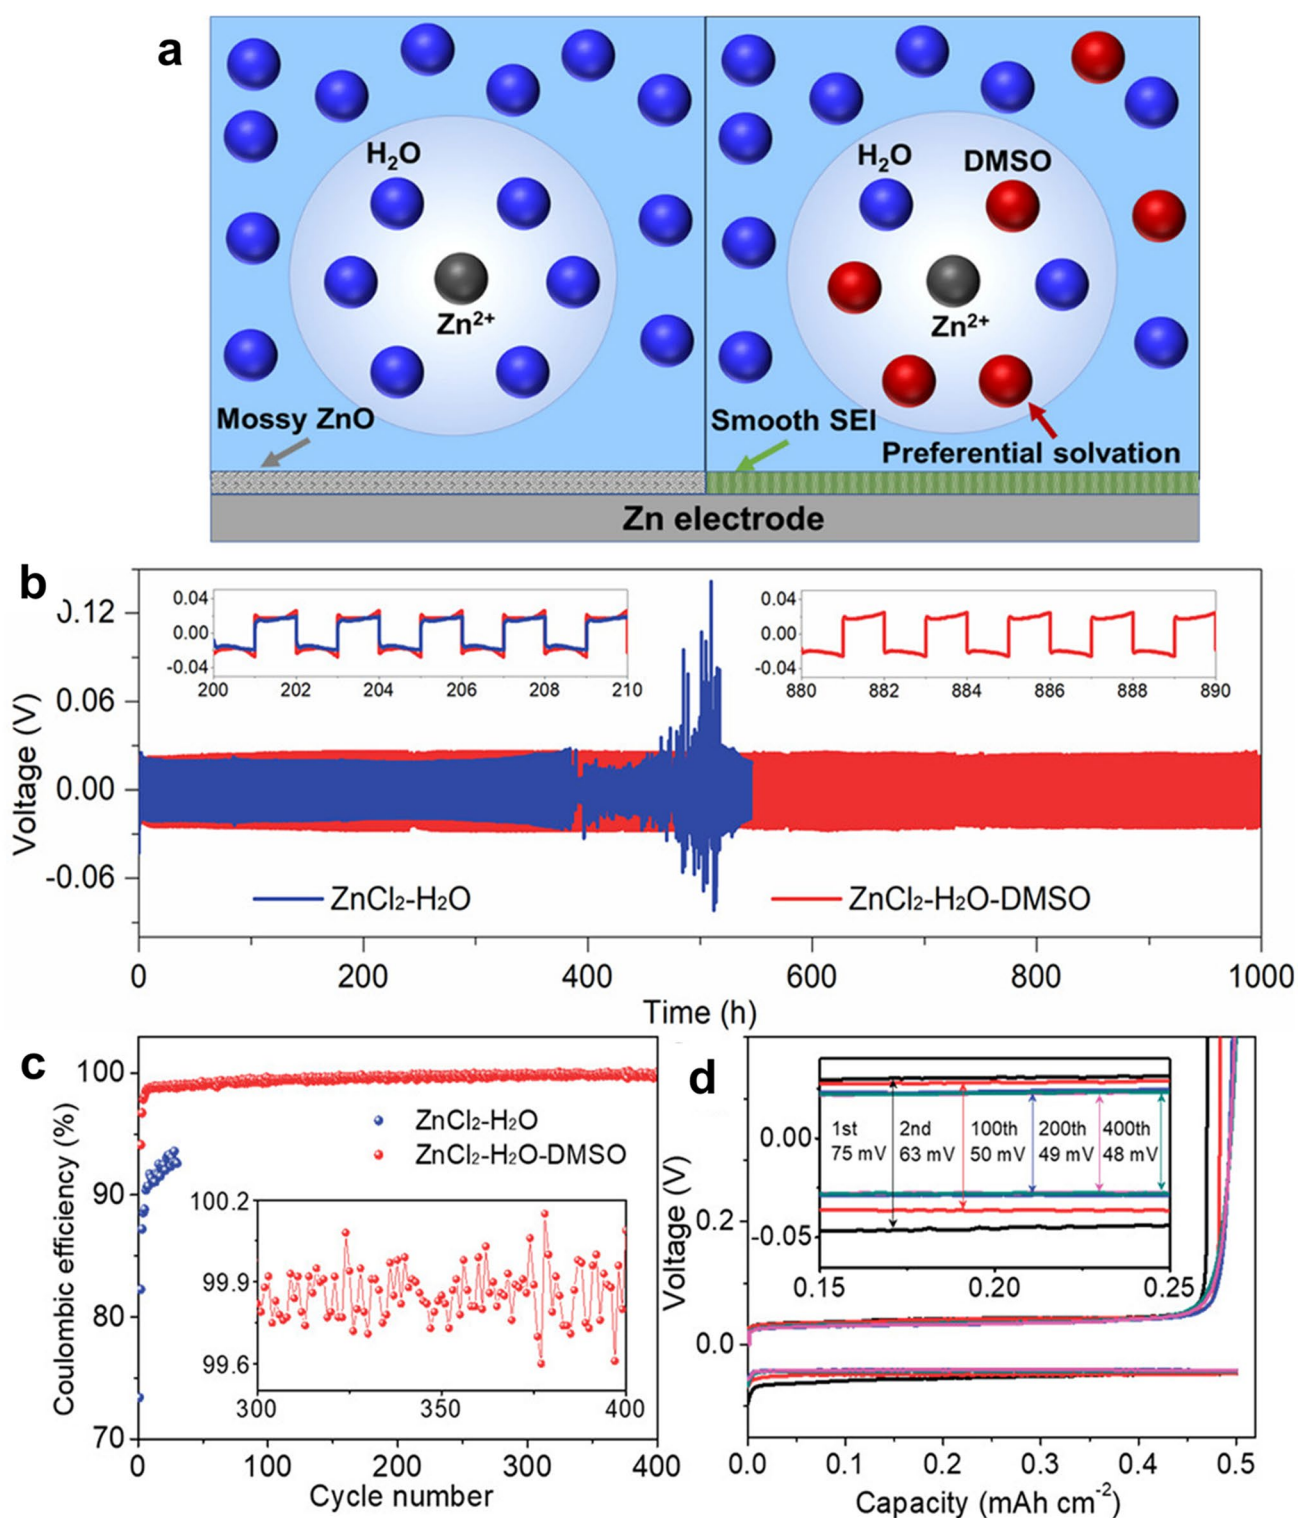 a
H₂O
Zn²⁺
Mossy ZnO
H₂O DMSO
Zn²⁺
Smooth SEI
Preferential solvation
Zn electrode
b
Voltage (V)
0.12
0.06
0.00
-0.06
0.04
0.00
-0.04
200 202 204 206 208 210
0.04
0.00
-0.04
880 882 884 886 888 890
ZnCl₂-H₂O
ZnCl₂-H₂O-DMSO
0 200 400 600 800 1000
Time (h)
c
Coulombic efficiency (%)
100
90
80
70
ZnCl₂-H₂O
ZnCl₂-H₂O-DMSO
100.2
99.9
99.6
300 350 400
0 100 200 300 400
Cycle number
d
Voltage (V)
0.2
0.0
0.00
-0.05
1st 2nd 100th 200th 400th
75 mV 63 mV 50 mV 49 mV 48 mV
0.15 0.20 0.25
0.0 0.1 0.2 0.3 0.4 0.5
Capacity (mAh cm⁻²)